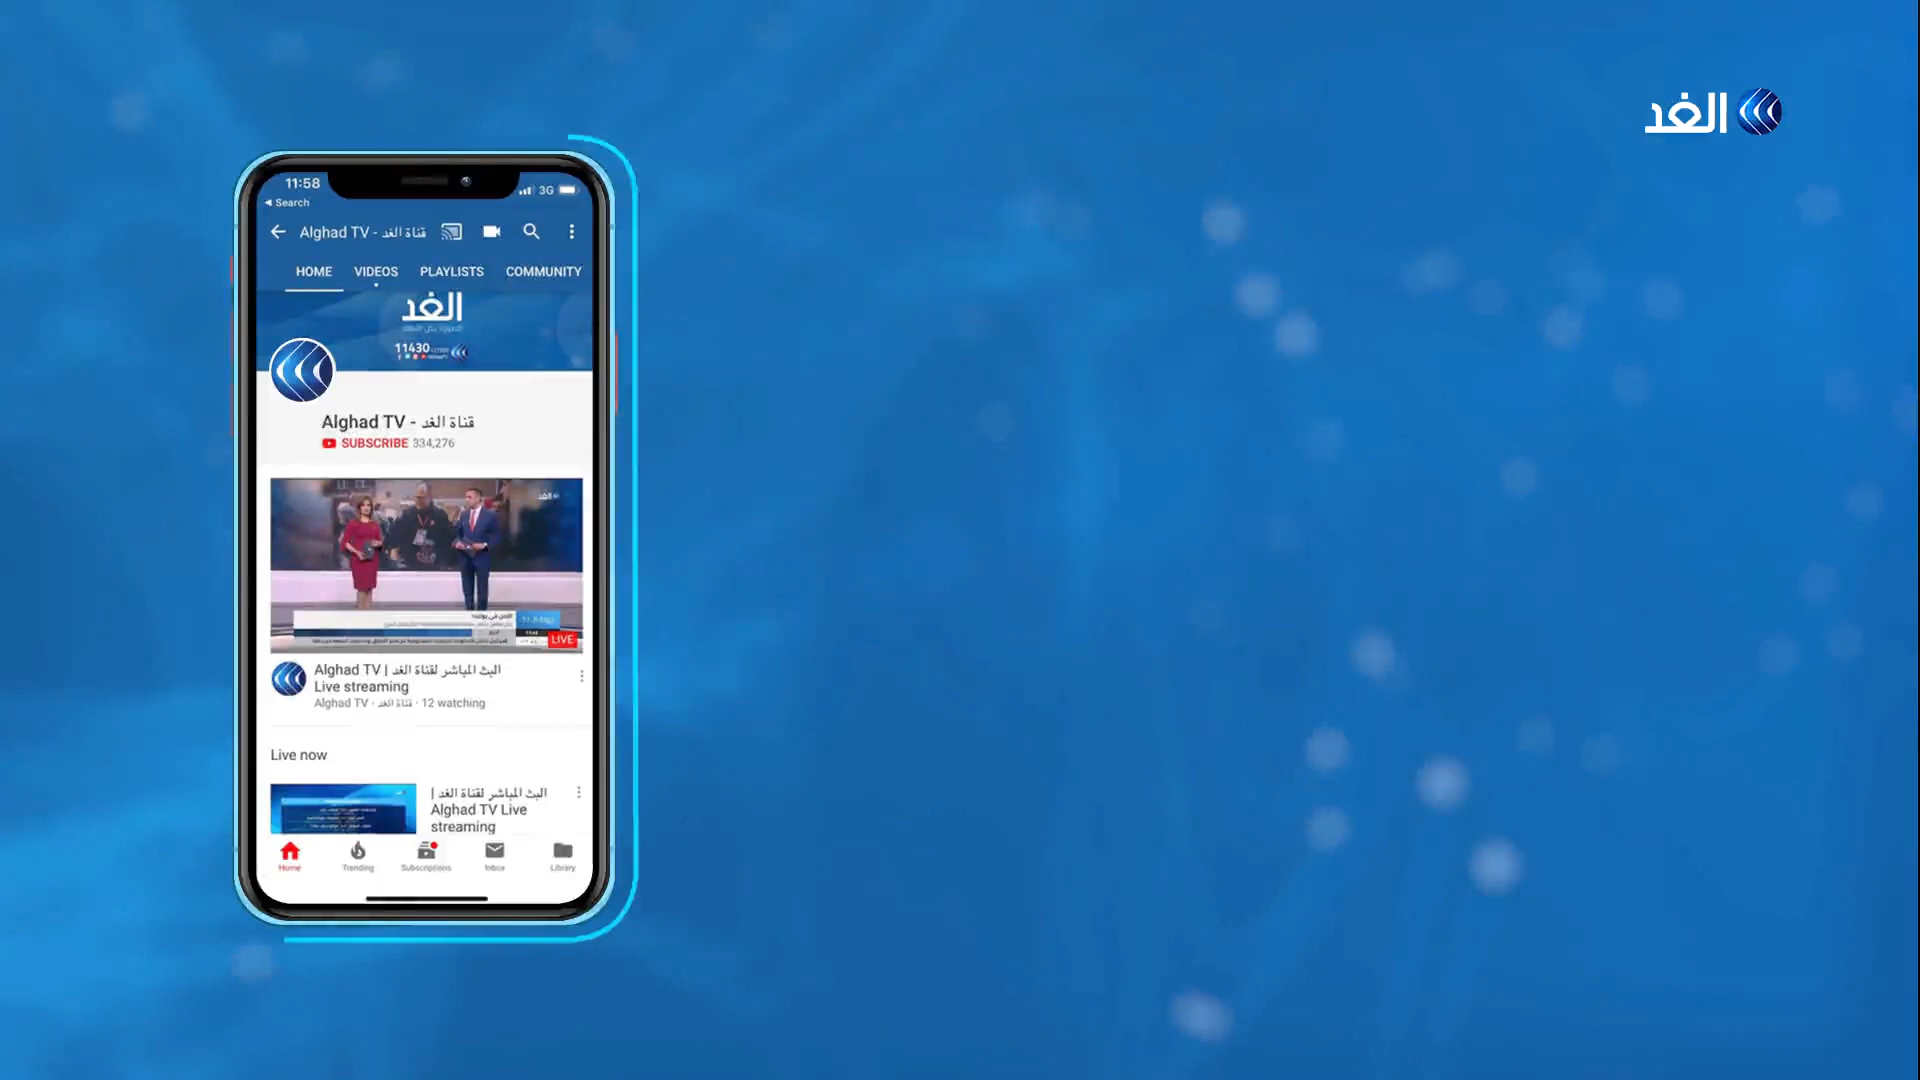 الغد
11:58
3G
Search
Alghad TV - قناة الغد
HOME VIDEOS PLAYLISTS COMMUNITY
الغد
11430
Alghad TV - قناة الغد
SUBSCRIBE 334,276
الغد
LIVE
Alghad TV | البث المباشر لقناة الغد
Live streaming
Alghad TV - قناة الغد · 12 watching
Live now
البث المباشر لقناة الغد |
Alghad TV Live
streaming
Home Trending Subscriptions Inbox Library